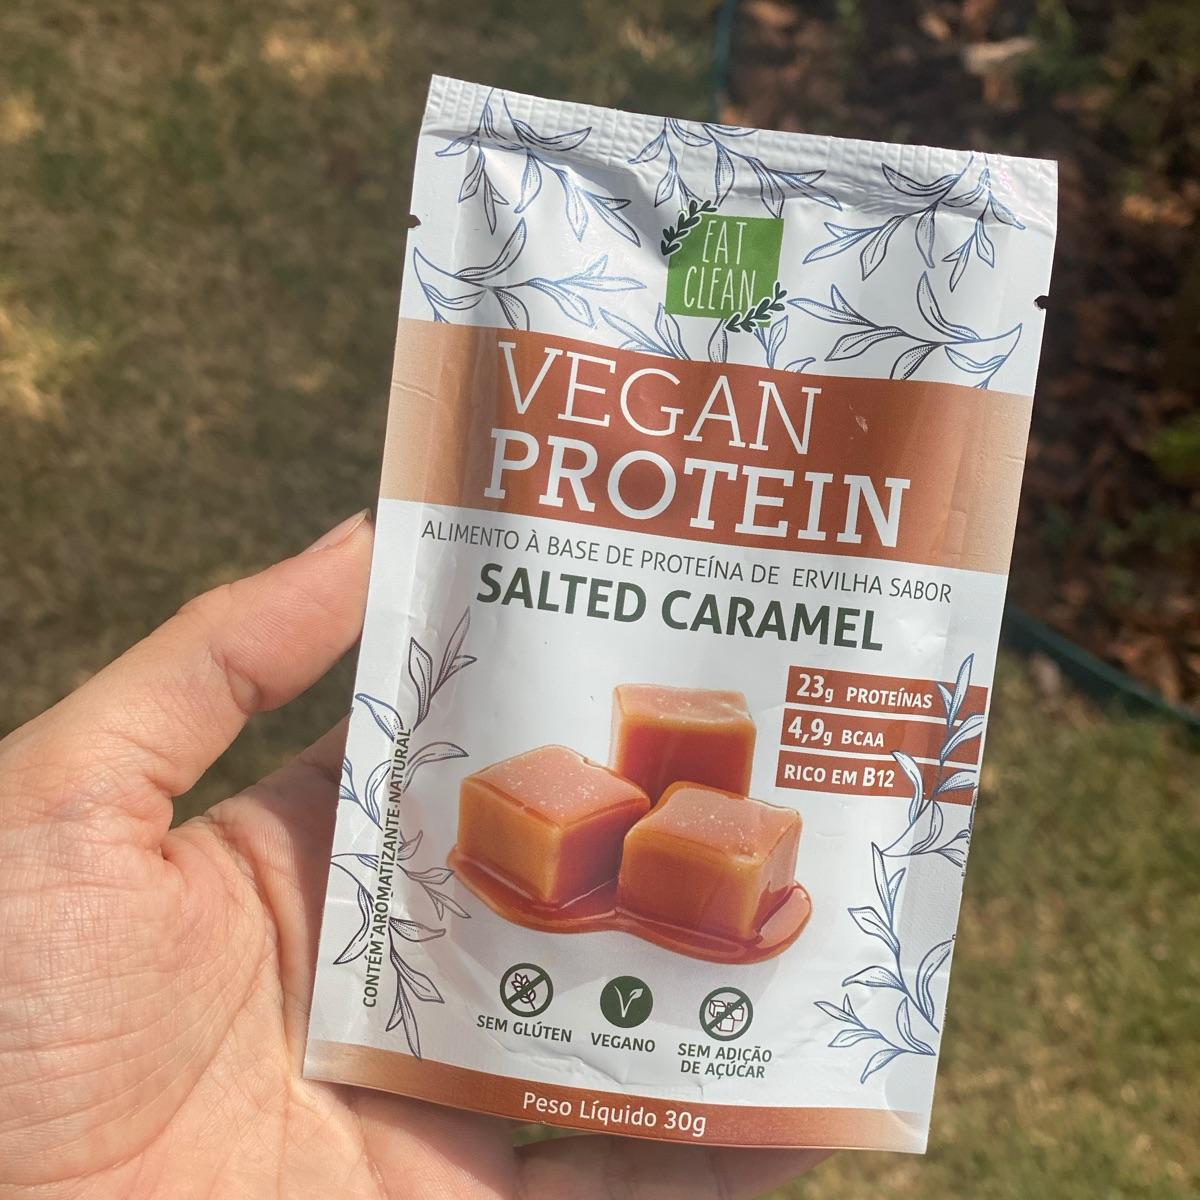 EAT
CLEAN
VEGAN
PROTEIN
ALIMENTO À BASE DE PROTEÍNA DE ERVILHA SABOR
SALTED CARAMEL
23g PROTEÍNAS
4,9g BCAA
RICO EM B12
CONTÉM AROMATIZANTE NATURAL
SEM GLÚTEN
VEGANO
SEM ADIÇÃO
DE AÇÚCAR
Peso Líquido 30g